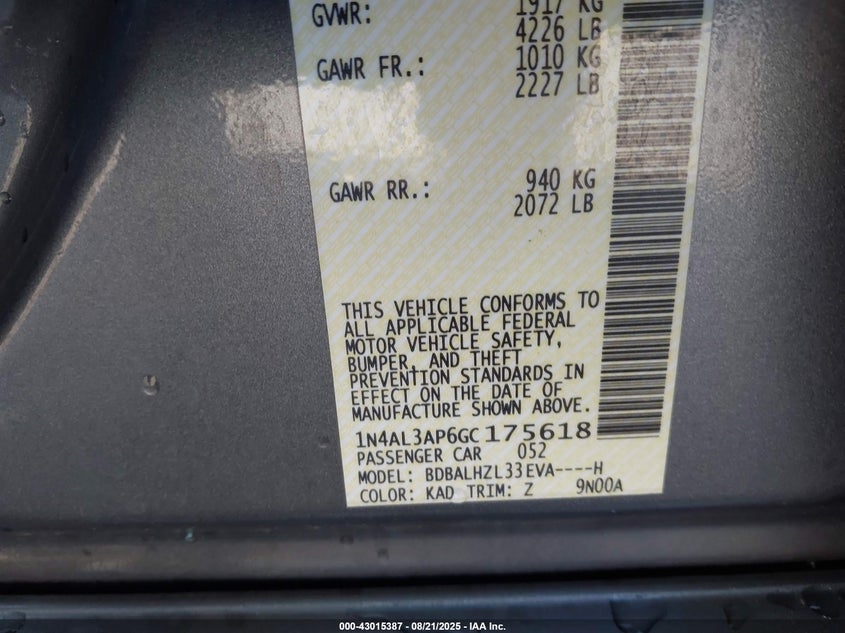 GVWR: 1917 KG
4226 LB
GAWR FR.: 1010 KG
2227 LB
GAWR RR.: 940 KG
2072 LB
THIS VEHICLE CONFORMS TO
ALL APPLICABLE FEDERAL
MOTOR VEHICLE SAFETY,
BUMPER, AND THEFT
PREVENTION STANDARDS IN
EFFECT ON THE DATE OF
MANUFACTURE SHOWN ABOVE.
1N4AL3AP6GC175618
PASSENGER CAR 052
MODEL: BDBALHZL33EVA----H
COLOR: KAD TRIM: Z 9N00A
000-43015387 - 08/21/2025 - IAA Inc.